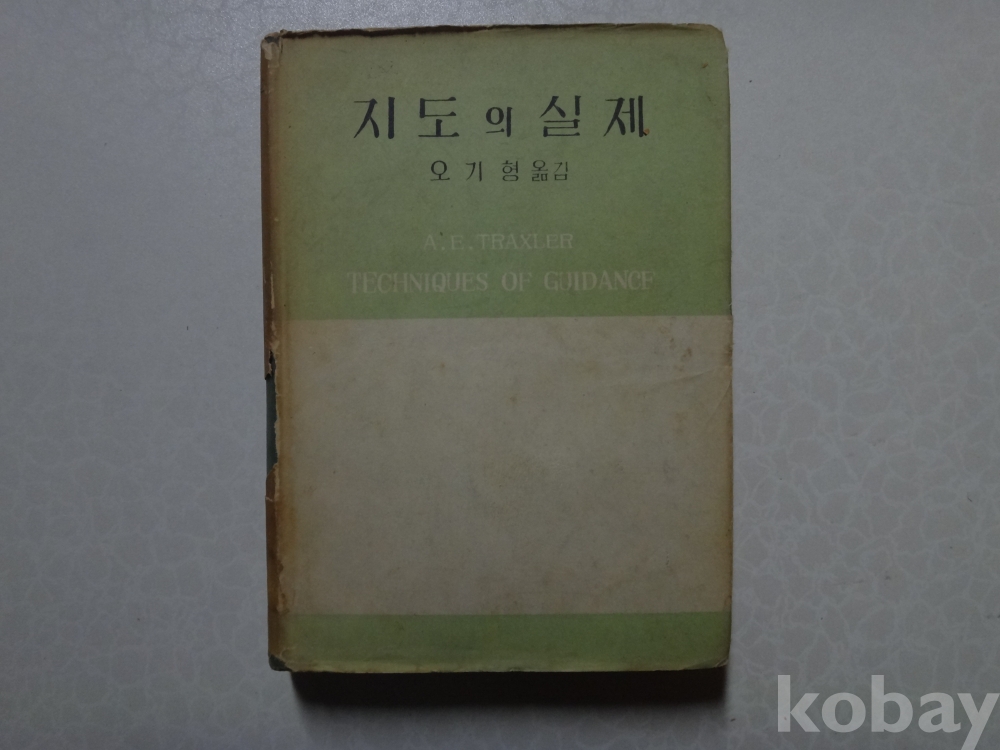 지도의 실제
오기형 옮김
A. E. TRAXLER
TECHNIQUES OF GUIDANCE
kobay